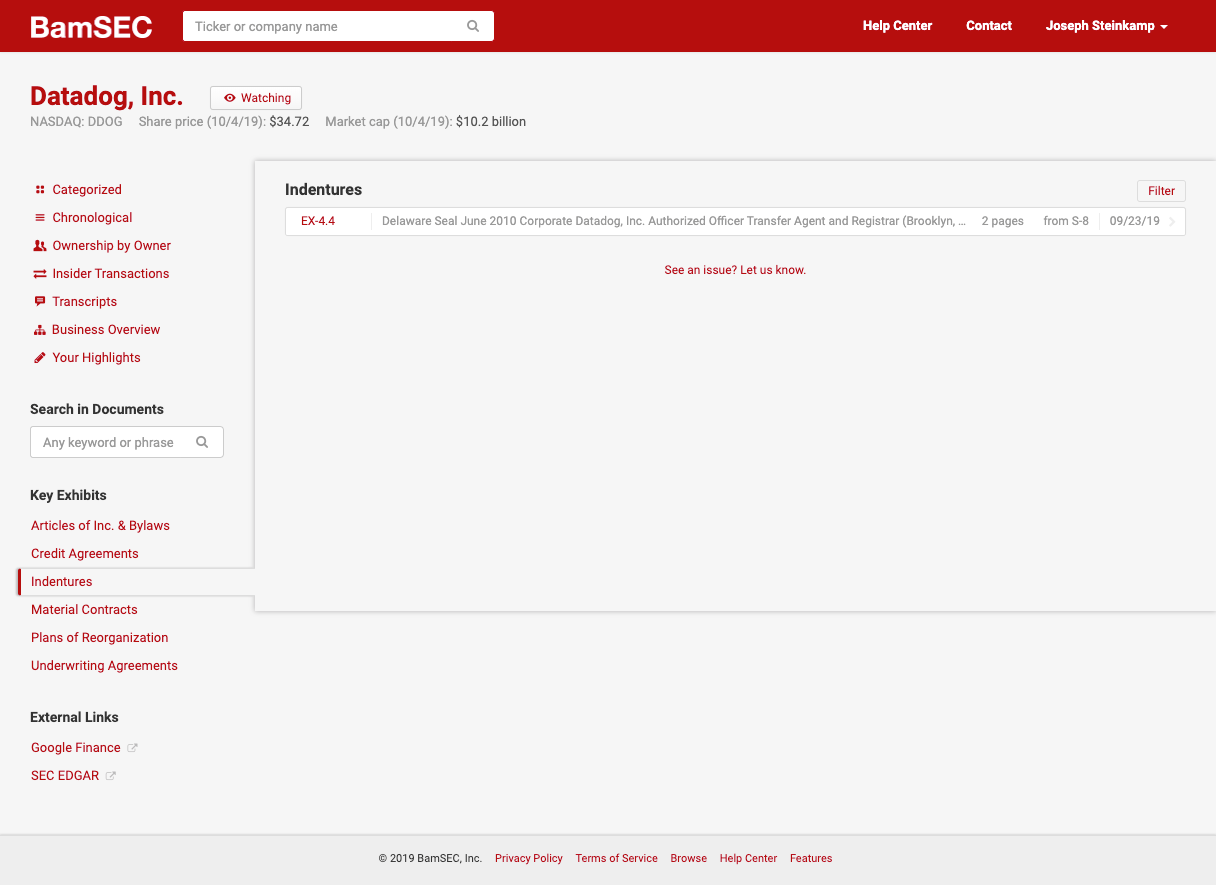 BamSEC
Ticker or company name
Help Center
Contact
Joseph Steinkamp
Datadog, Inc.
Watching
NASDAQ: DDOG Share price (10/4/19): $34.72 Market cap (10/4/19): $10.2 billion
Categorized
Chronological
Ownership by Owner
Insider Transactions
Transcripts
Business Overview
Your Highlights
Search in Documents
Any keyword or phrase
Key Exhibits
Articles of Inc. & Bylaws
Credit Agreements
Indentures
Material Contracts
Plans of Reorganization
Underwriting Agreements
External Links
Google Finance
SEC EDGAR
Indentures
Filter
EX-4.4 Delaware Seal June 2010 Corporate Datadog, Inc. Authorized Officer Transfer Agent and Registrar (Brooklyn, ... 2 pages from S-8 09/23/19
See an issue? Let us know.
© 2019 BamSEC, Inc. Privacy Policy Terms of Service Browse Help Center Features